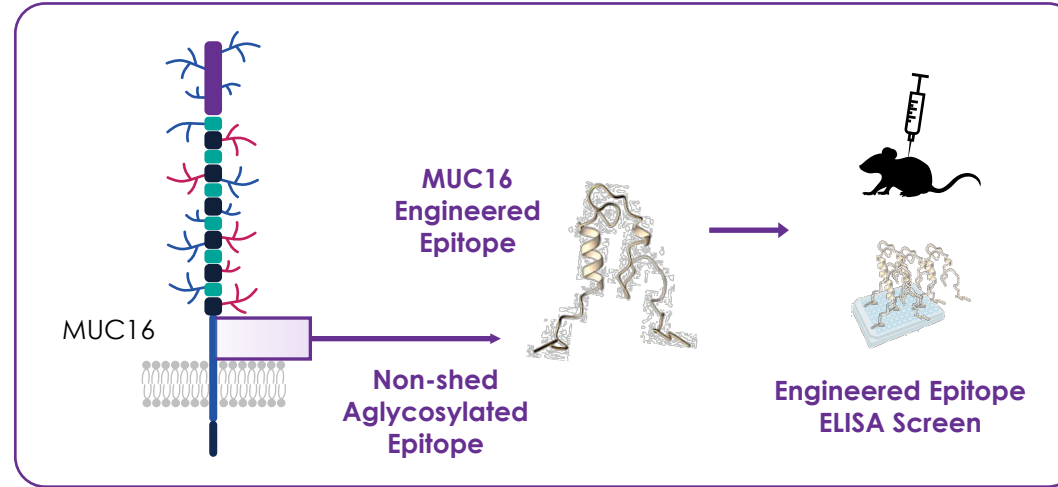 MUC16
MUC16
Engineered
Epitope
Non-shed
Aglycosylated
Epitope
Engineered Epitope
ELISA Screen